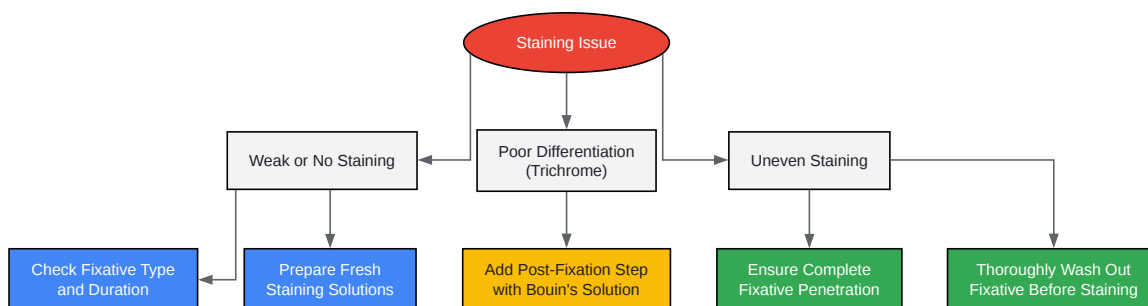 Staining Issue
Weak or No Staining
Poor Differentiation
(Trichrome)
Uneven Staining
Check Fixative Type
and Duration
Prepare Fresh
Staining Solutions
Add Post-Fixation Step
with Bouin's Solution
Ensure Complete
Fixative Penetration
Thoroughly Wash Out
Fixative Before Staining